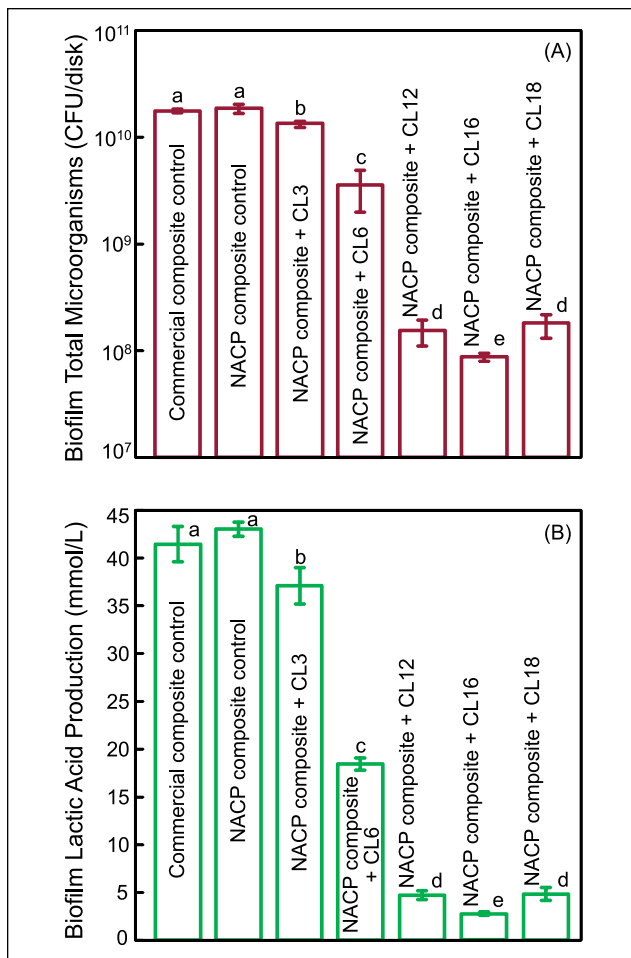 (A)
Biofilm Total Microorganisms (CFU/disk)
10¹¹
10¹⁰
10⁹
10⁸
10⁷
a
a
b
c
d
e
d
Commercial composite control
NACP composite control
NACP composite + CL3
NACP composite + CL6
NACP composite + CL12
NACP composite + CL16
NACP composite + CL18
(B)
Biofilm Lactic Acid Production (mmol/L)
45
40
35
30
25
20
15
10
5
0
a
a
b
c
d
e
d
Commercial composite control
NACP composite control
NACP composite + CL3
NACP composite
+ CL6
NACP composite + CL12
NACP composite + CL16
NACP composite + CL18